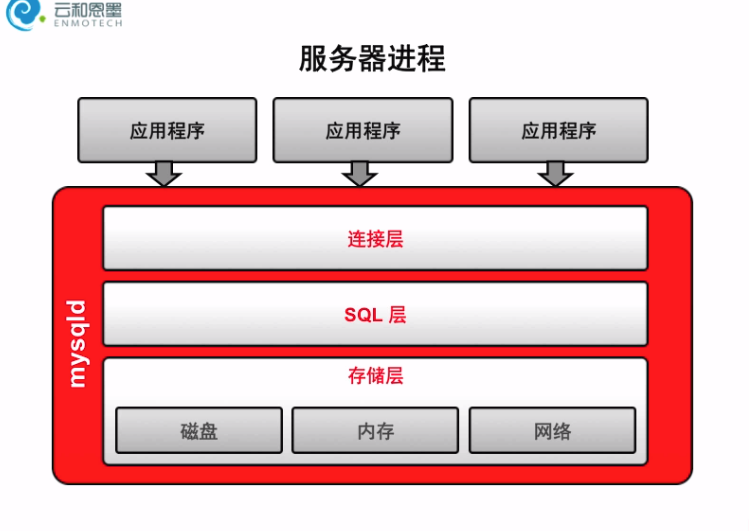 云和恩墨
ENMOTECH
服务器进程
应用程序
应用程序
应用程序
mysqld
连接层
SQL 层
存储层
磁盘
内存
网络